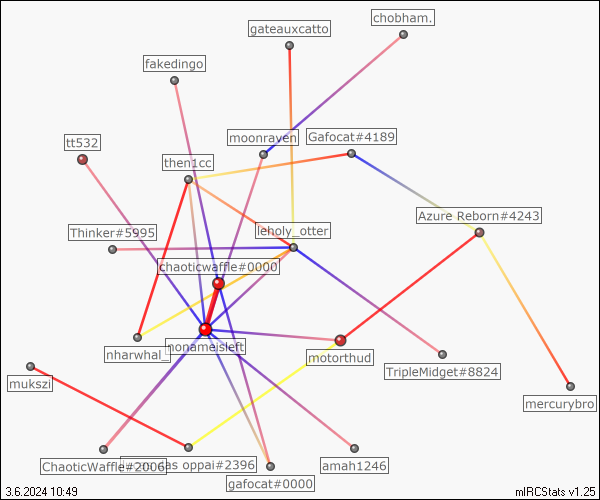 chobham.
gateauxcatto
fakedingo
moonraven
Gafocat#4189
tt532
then1cc
Azure Reborn#4243
Thinker#5995
leholy_otter
chaoticwaffle#0000
nharwhal_
nonameisleft
motorthud
TripleMidget#8824
mukszi
mercurybro
ChaoticWaffle#2006
oppai#2396
amah1246
gafocat#0000
3.6.2024 10:49
mIRCStats v1.25